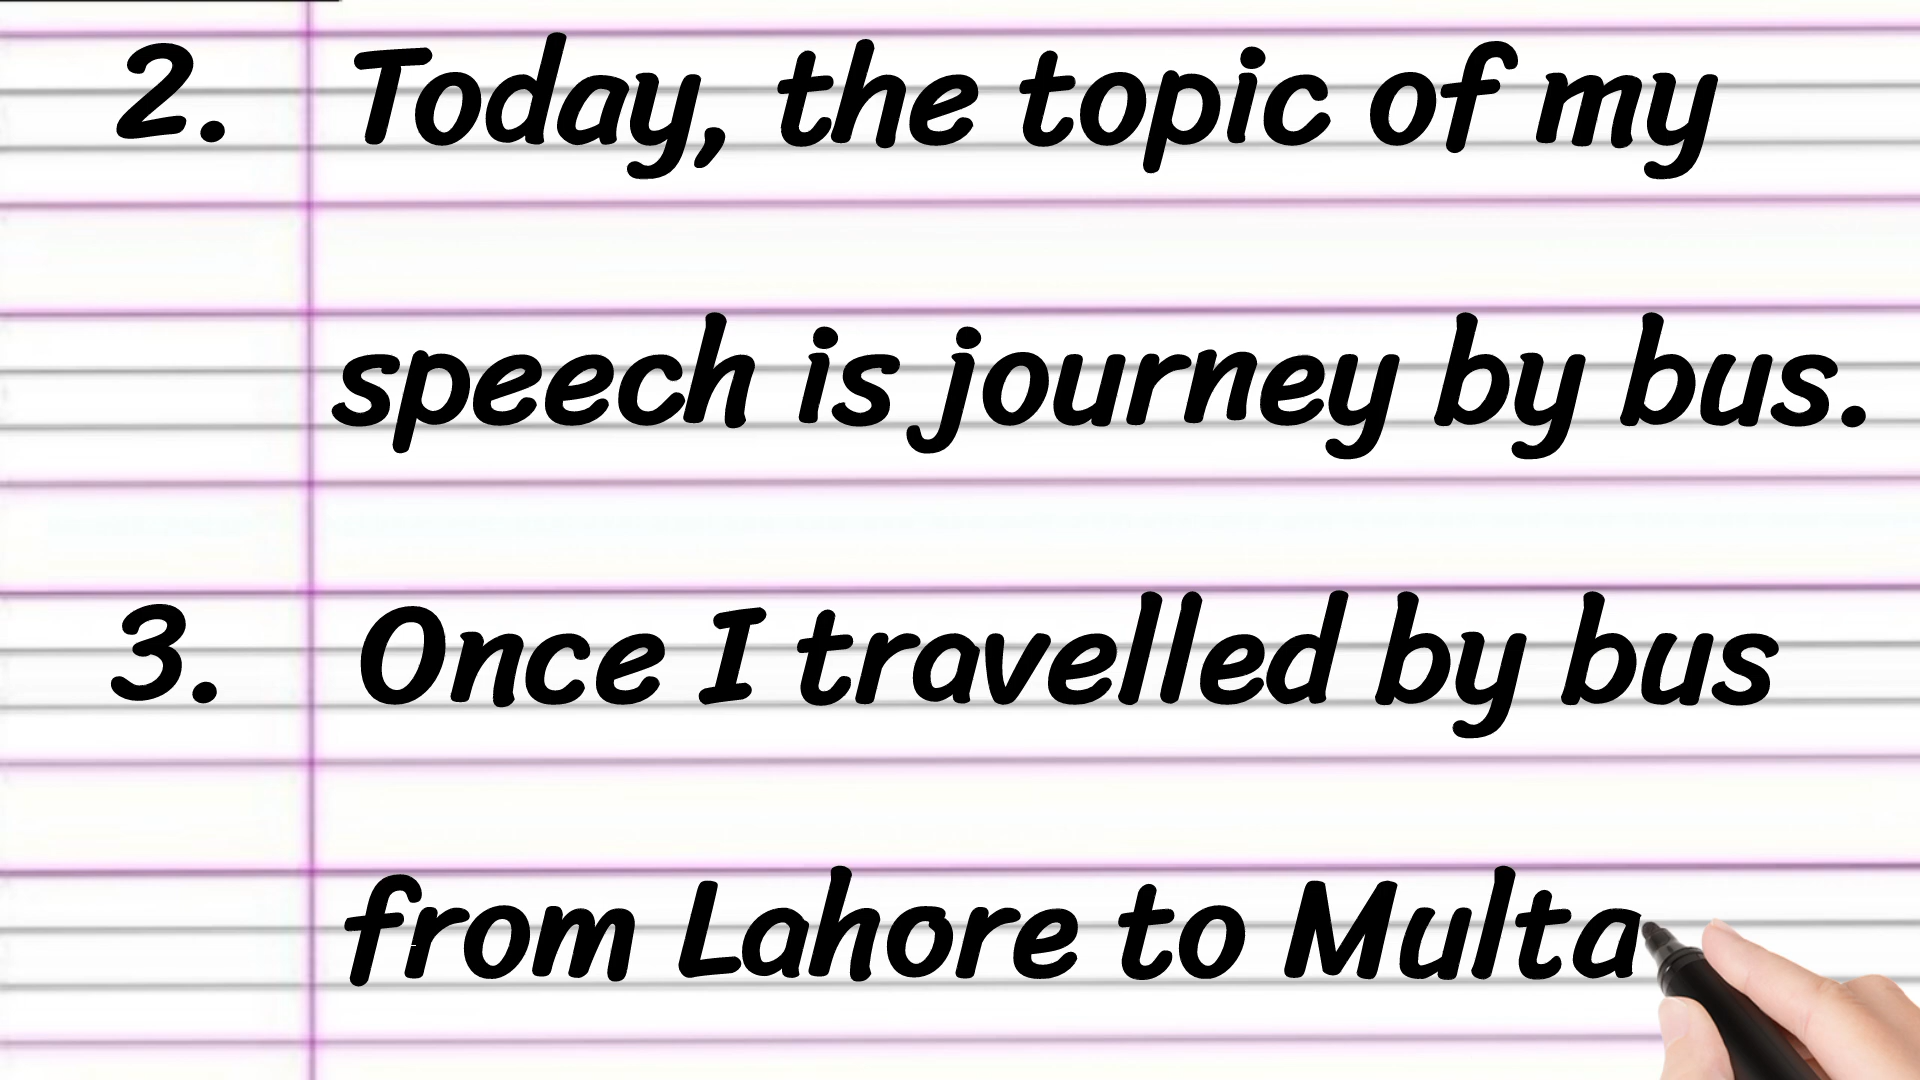 2. Today, the topic of my
speech is journey by bus.
3. Once I travelled by bus
from Lahore to Multa